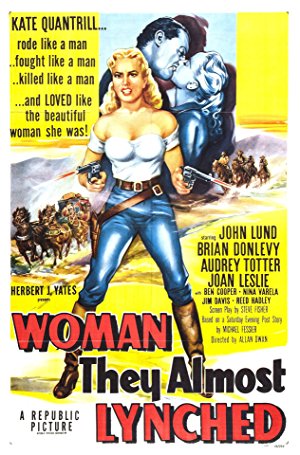 KATE QUANTRILL...
rode like a man
..fought like a man
..killed like a man
...and LOVED like
the beautiful
woman she was!
starring JOHN LUND
BRIAN DONLEVY
AUDREY TOTTER
JOAN LESLIE
with BEN COOPER • NINA VARELA
JIM DAVIS • REED HADLEY
Screen Play by STEVE FISHER
Based on a Saturday Evening Post Story
by MICHAEL FESSIER
Directed by ALLAN DWAN
HERBERT J. YATES
presents
WOMAN
They Almost
LYNCHED
A REPUBLIC
PICTURE